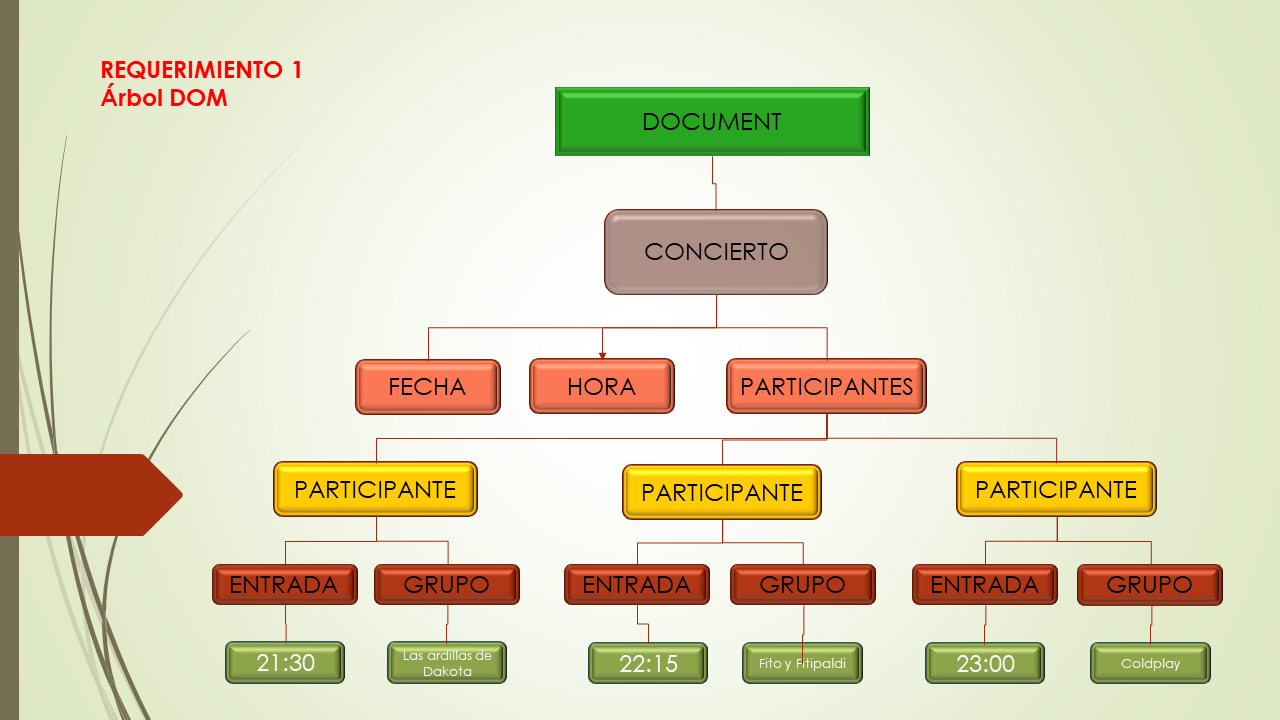 REQUERIMIENTO 1
Árbol DOM
DOCUMENT
CONCIERTO
FECHA
HORA
PARTICIPANTES
PARTICIPANTE
PARTICIPANTE
PARTICIPANTE
ENTRADA
GRUPO
ENTRADA
GRUPO
ENTRADA
GRUPO
21:30
Las ardillas de
Dakota
22:15
Fito y Fitipaldi
23:00
Coldplay